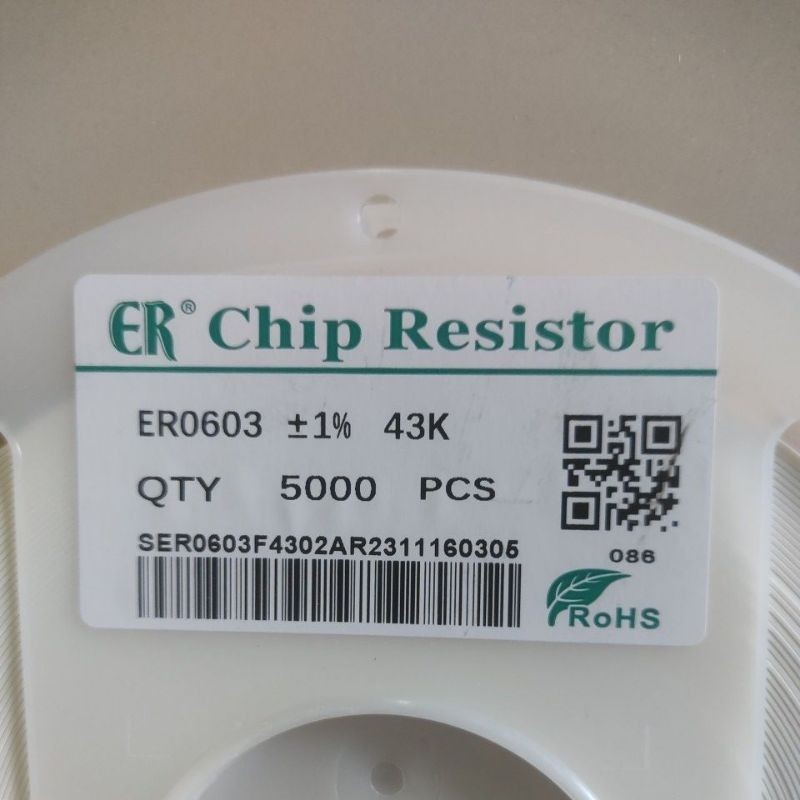 ER® Chip Resistor
ER0603 ±1% 43K
QTY 5000 PCS
SER0603F4302AR2311160305
086
RoHS